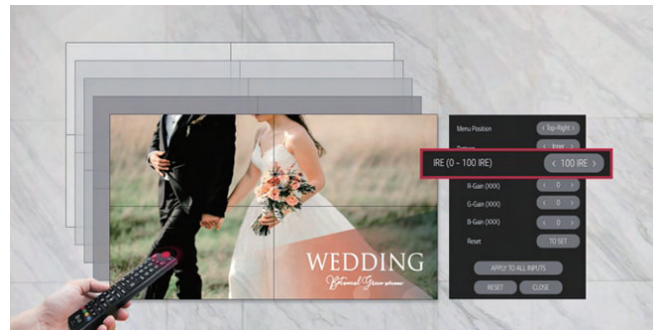 WEDDING
Menu Position
< Top-Right >
IRE (0 ~ 100 IRE)
< 100 IRE >
R-Gain (XXX)
< 0 >
G-Gain (XXX)
< 0 >
B-Gain (XXX)
< 0 >
Reset
TO SET
APPLY TO ALL INPUTS
RESET
CLOSE